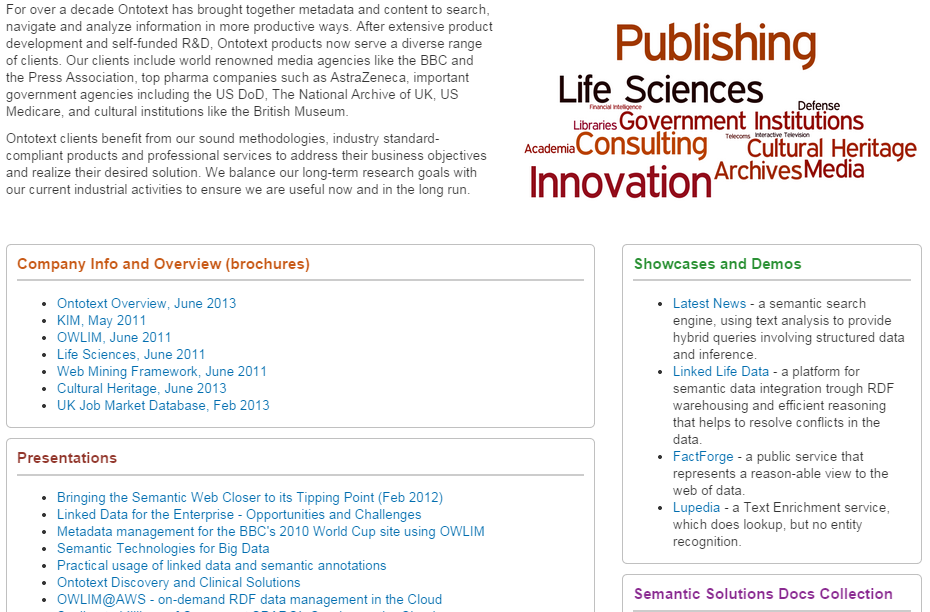 For over a decade Ontotext has brought together metadata and content to search,
navigate and analyze information in more productive ways. After extensive product
development and self-funded R&D, Ontotext products now serve a diverse range
of clients. Our clients include world renowned media agencies like the BBC and
the Press Association, top pharma companies such as AstraZeneca, important
government agencies including the US DoD, The National Archive of UK, US
Medicare, and cultural institutions like the British Museum.
Ontotext clients benefit from our sound methodologies, industry standard-
compliant products and professional services to address their business objectives
and realize their desired solution. We balance our long-term research goals with
our current industrial activities to ensure we are useful now and in the long run.
Publishing
Life Sciences
Financial Intelligence
Defense
Libraries Government Institutions
Telecoms Interactive Television
Academia Consulting
Cultural Heritage
Archives Media
Innovation
Company Info and Overview (brochures)
Ontotext Overview, June 2013
KIM, May 2011
OWLIM, June 2011
Life Sciences, June 2011
Web Mining Framework, June 2011
Cultural Heritage, June 2013
UK Job Market Database, Feb 2013
Presentations
Bringing the Semantic Web Closer to its Tipping Point (Feb 2012)
Linked Data for the Enterprise - Opportunities and Challenges
Metadata management for the BBC's 2010 World Cup site using OWLIM
Semantic Technologies for Big Data
Practical usage of linked data and semantic annotations
Ontotext Discovery and Clinical Solutions
OWLIM@AWS - on-demand RDF data management in the Cloud
Showcases and Demos
Latest News - a semantic search
engine, using text analysis to provide
hybrid queries involving structured data
and inference.
Linked Life Data - a platform for
semantic data integration trough RDF
warehousing and efficient reasoning
that helps to resolve conflicts in the
data.
FactForge - a public service that
represents a reason-able view to the
web of data.
Lupedia - a Text Enrichment service,
which does lookup, but no entity
recognition.
Semantic Solutions Docs Collection